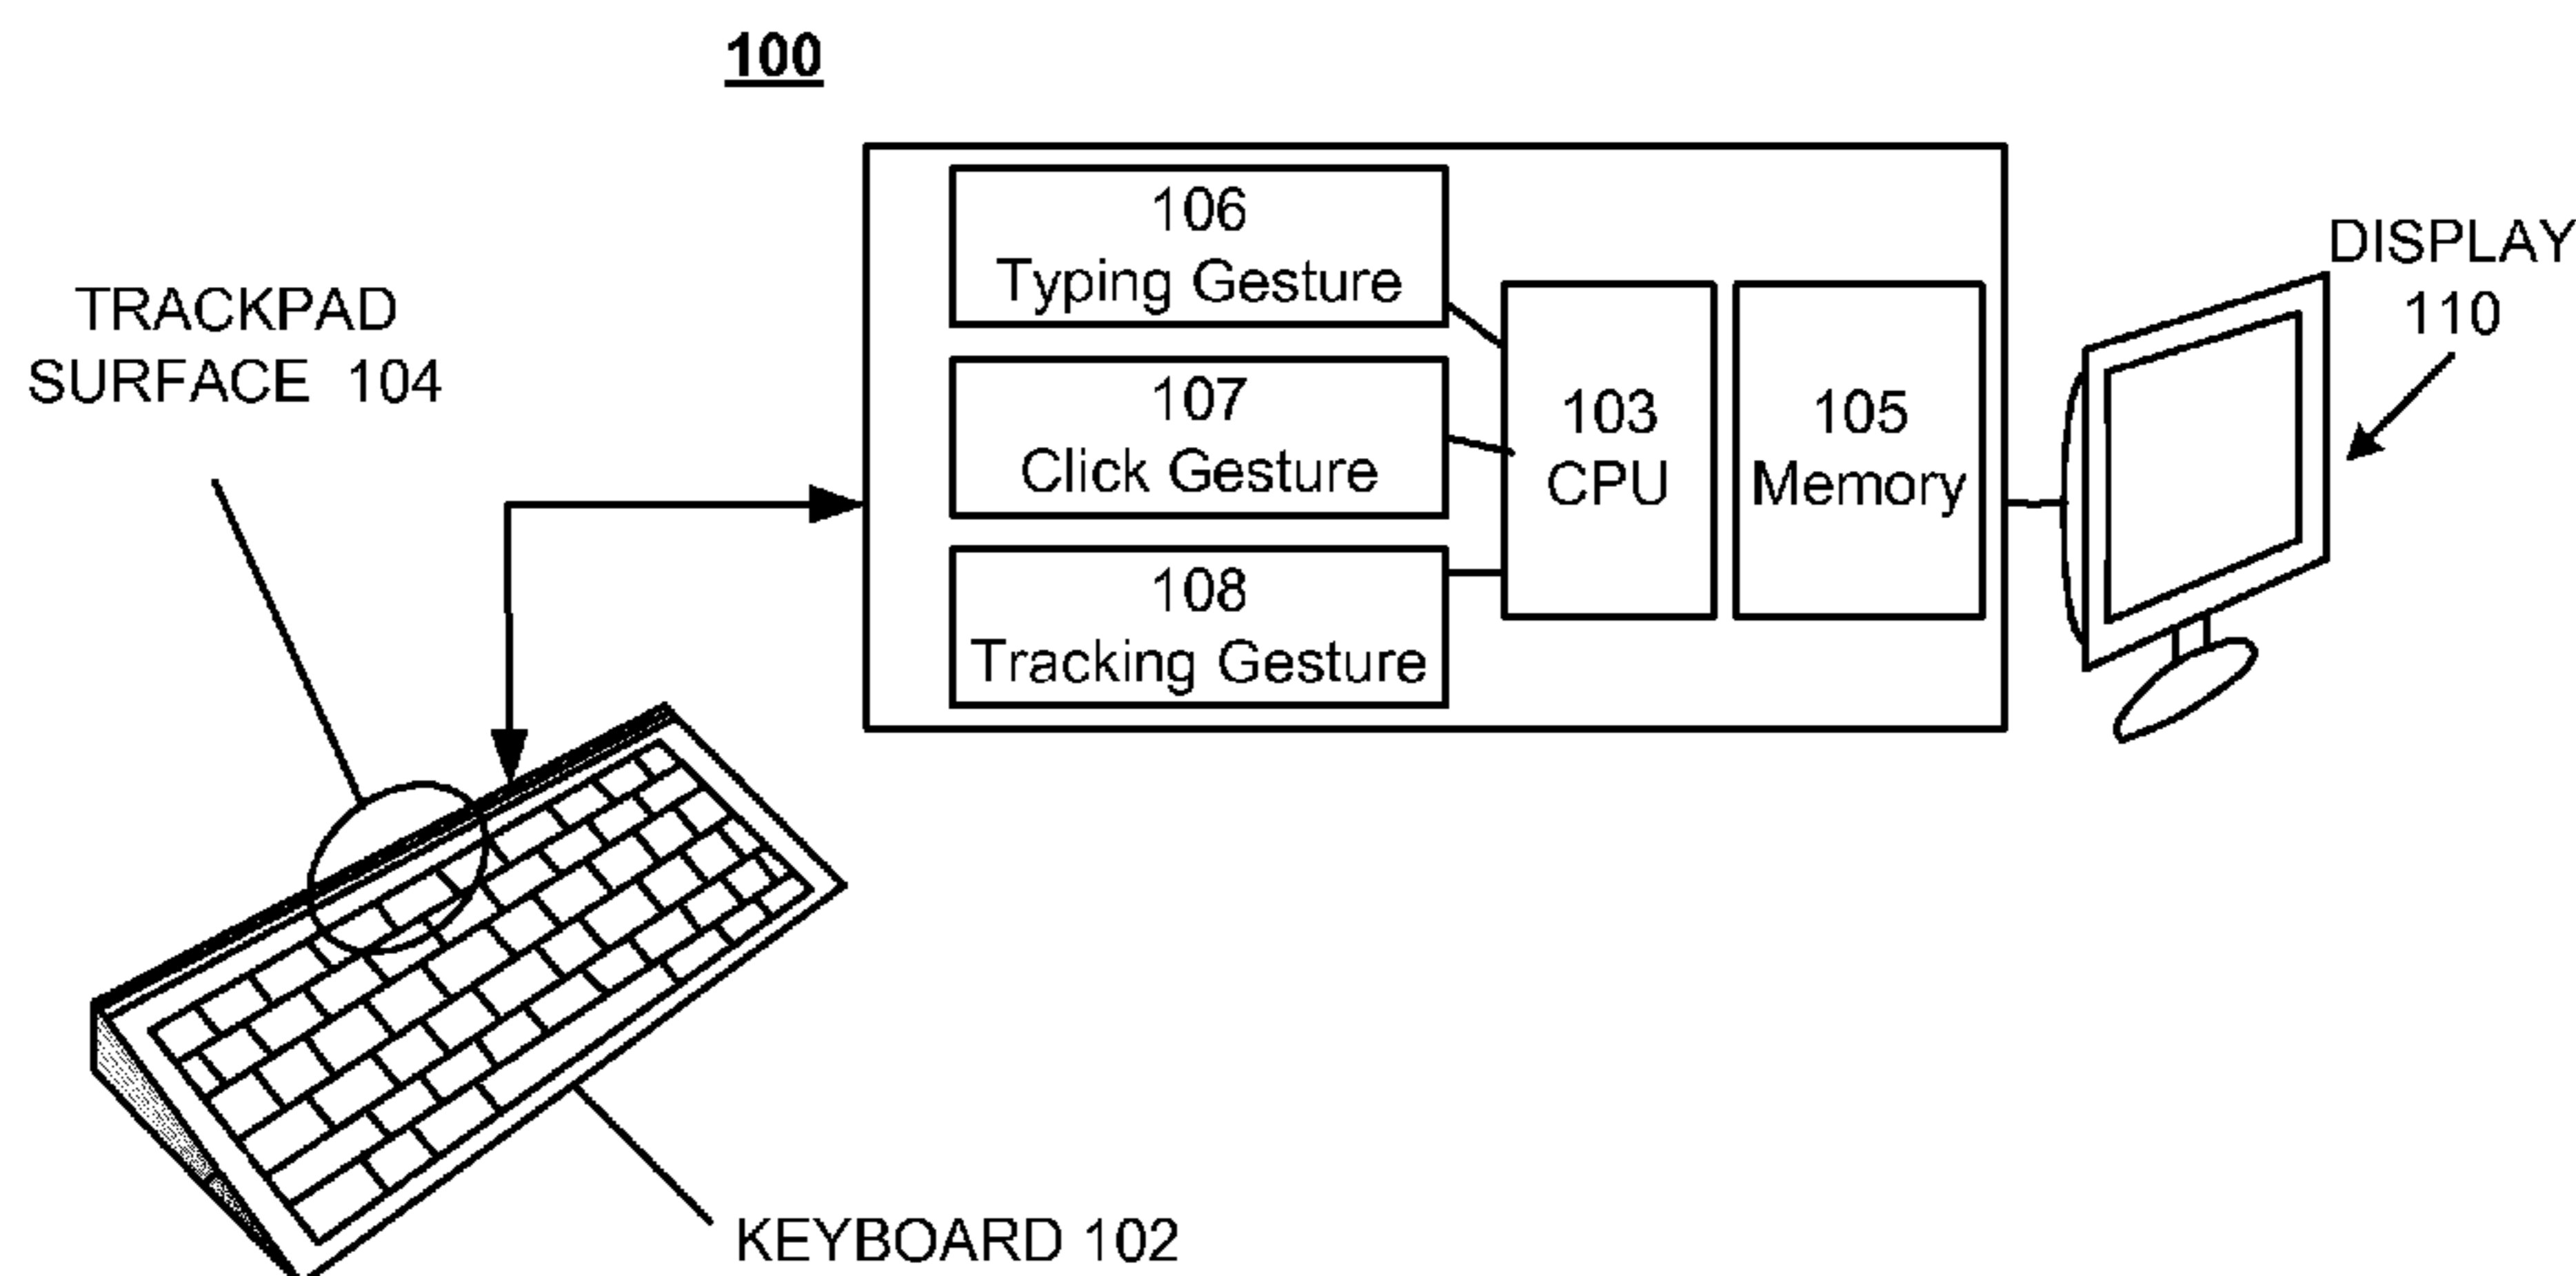 100
TRACKPAD
SURFACE 104
106
Typing Gesture
107
Click Gesture
108
Tracking Gesture
103
CPU
105
Memory
DISPLAY
110
KEYBOARD 102